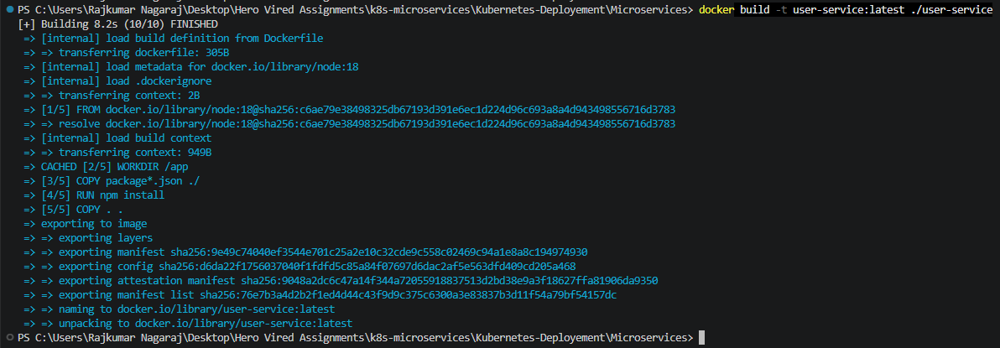 PS C:\Users\Rajkumar Nagaraj\Desktop\Hero Vired Assignments\k8s-microservices\Kubernetes-Deployement\Microservices> docker build -t user-service:latest ./user-service
[+] Building 8.2s (10/10) FINISHED
=> [internal] load build definition from Dockerfile
=> => transferring dockerfile: 305B
=> [internal] load metadata for docker.io/library/node:18
=> [internal] load .dockerignore
=> => transferring context: 2B
=> [1/5] FROM docker.io/library/node:18@sha256:c6ae79e38498325db67193d391e6ec1d224d96c693a8a4d943498556716d3783
=> => resolve docker.io/library/node:18@sha256:c6ae79e38498325db67193d391e6ec1d224d96c693a8a4d943498556716d3783
=> [internal] load build context
=> => transferring context: 949B
=> CACHED [2/5] WORKDIR /app
=> [3/5] COPY package*.json ./
=> [4/5] RUN npm install
=> [5/5] COPY . .
=> exporting to image
=> => exporting layers
=> => exporting manifest sha256:9e49c74040ef3544e701c25a2e10c32cde9c558c02469c94a1e8a8c194974930
=> => exporting config sha256:d6da22f1756037040f1fdfd5c85a84f07697d6dac2af5e563dfd409cd205a468
=> => exporting attestation manifest sha256:9048a2dc6c47a14f344a72055918837513d2bd38e9a3f18627ffa81906da9350
=> => exporting manifest list sha256:76e7b3a4d2b2f1ed4d44c43f9d9c375c6300a3e83837b3d11f54a79bf54157dc
=> => naming to docker.io/library/user-service:latest
=> => unpacking to docker.io/library/user-service:latest
PS C:\Users\Rajkumar Nagaraj\Desktop\Hero Vired Assignments\k8s-microservices\Kubernetes-Deployement\Microservices>